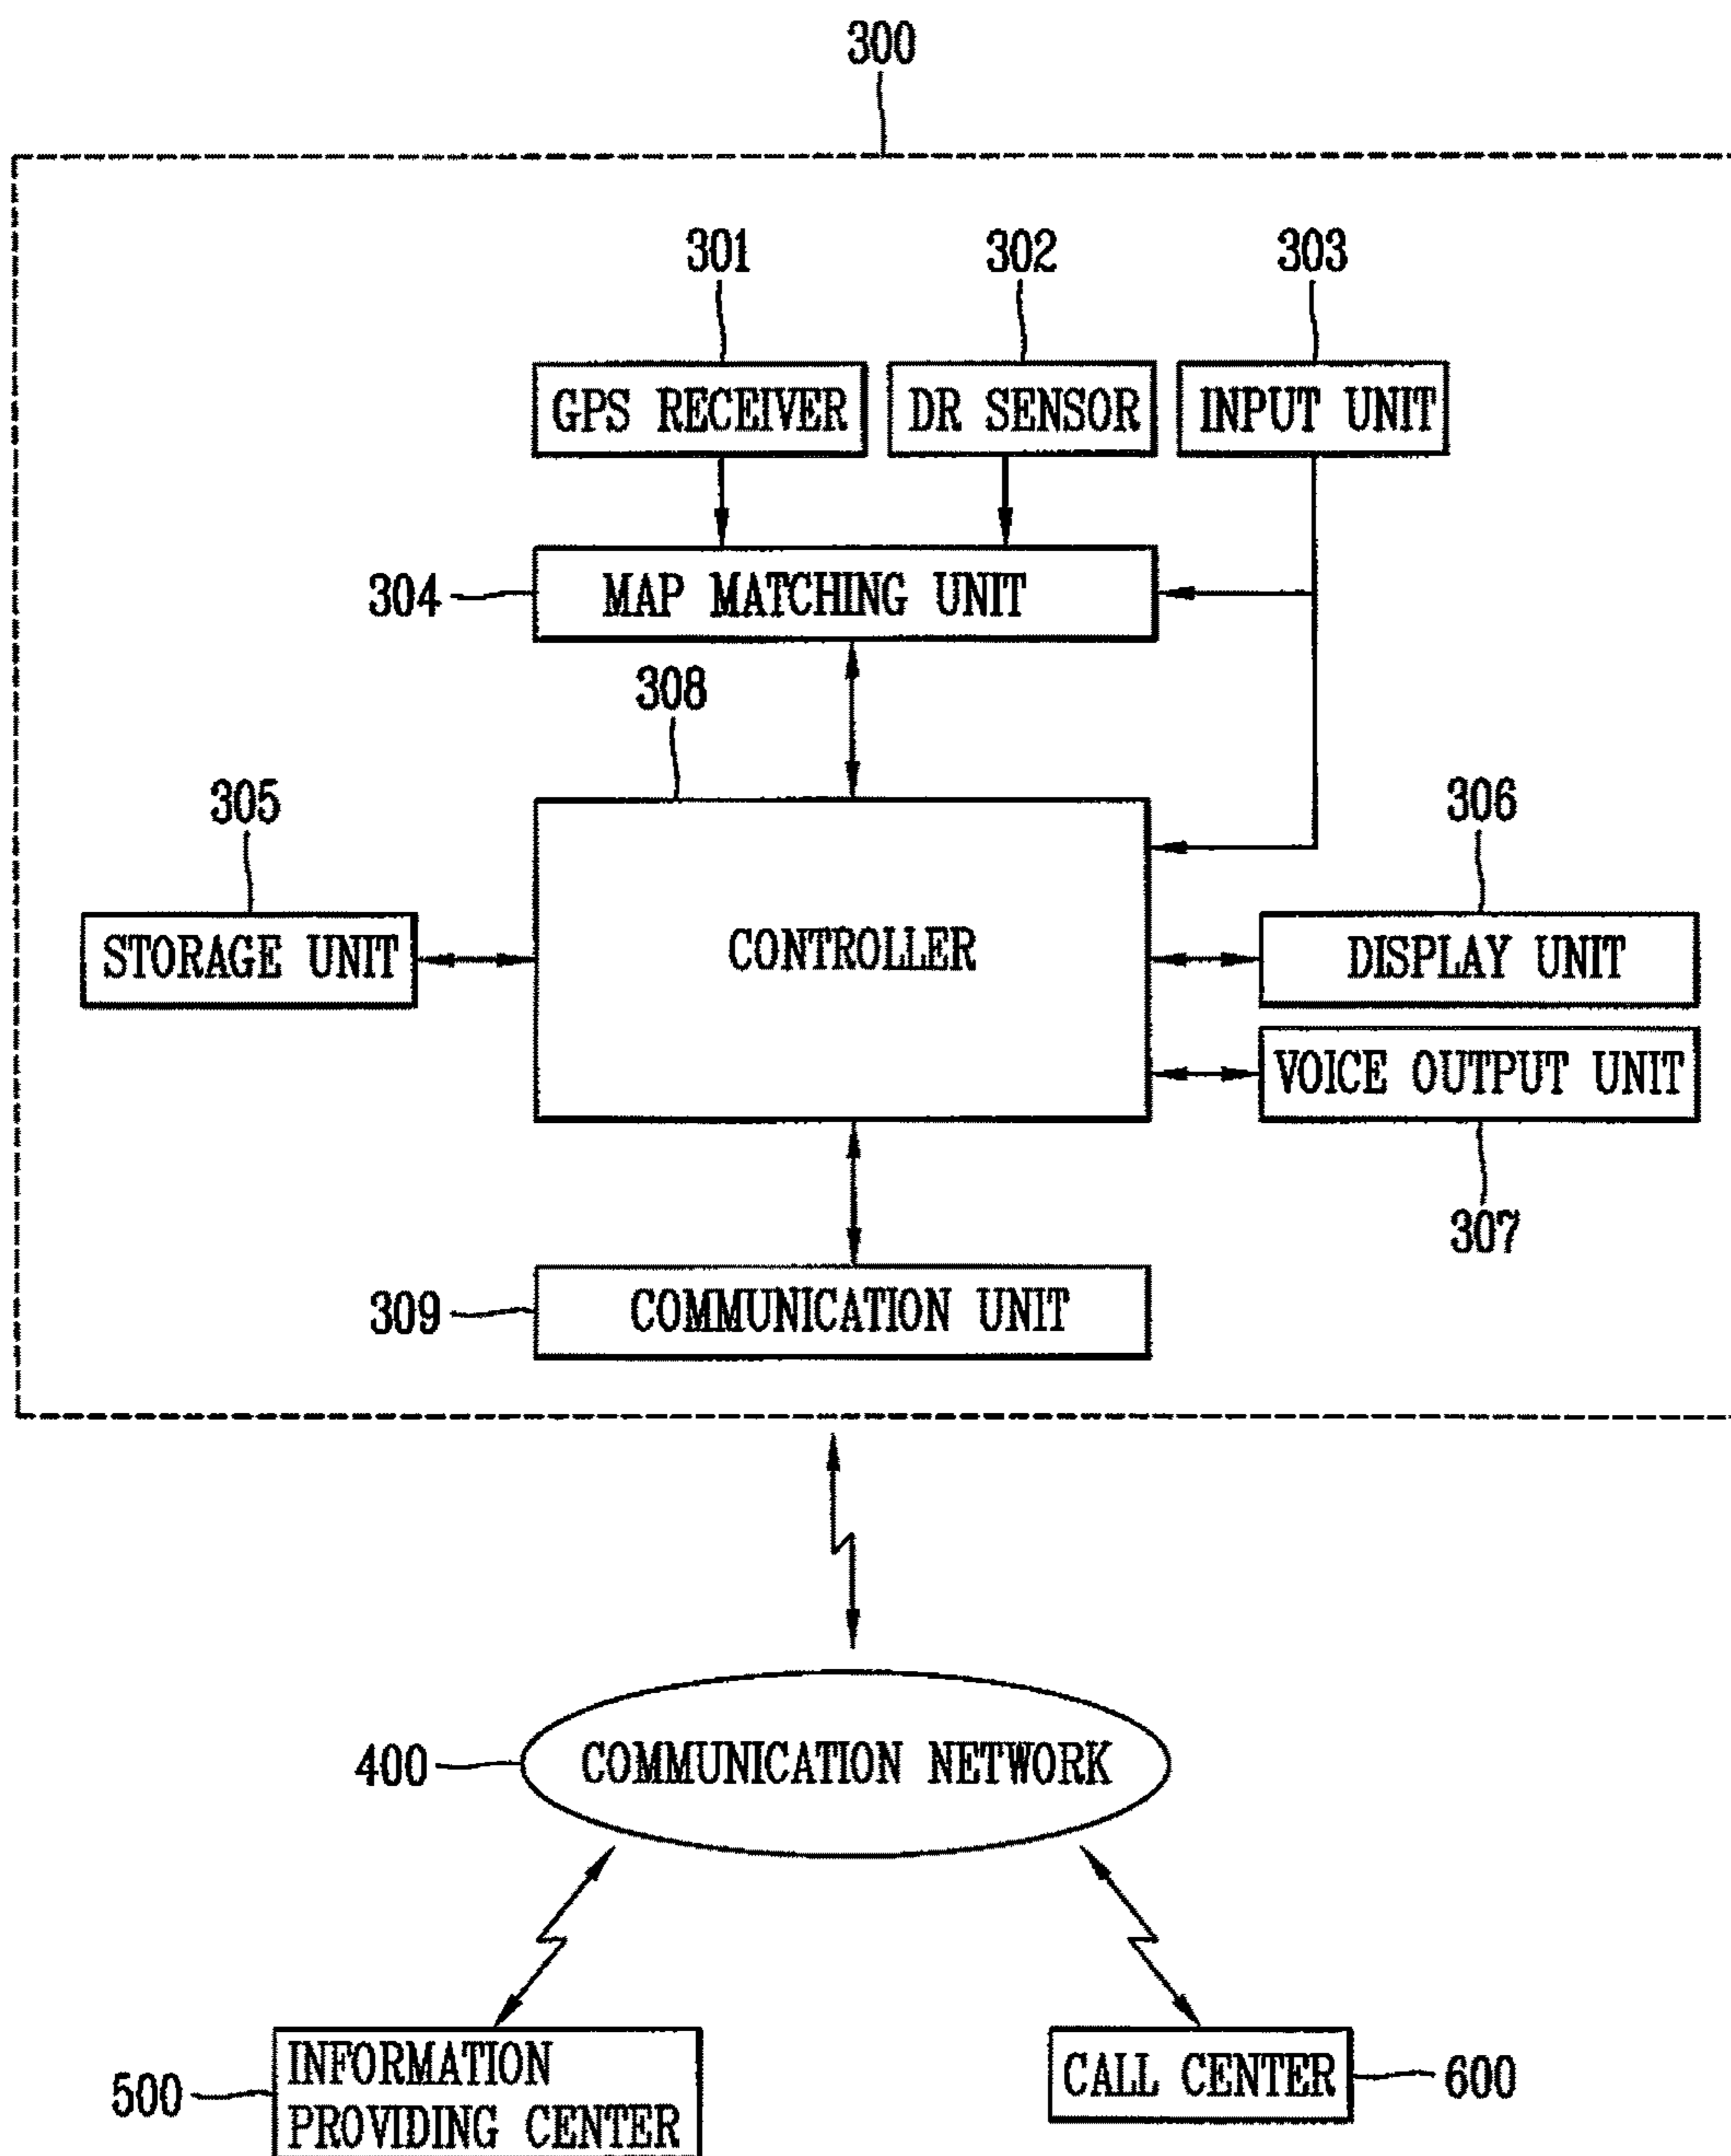 300
301
302
303
GPS RECEIVER
DR SENSOR
INPUT UNIT
304
MAP MATCHING UNIT
308
305
306
STORAGE UNIT
CONTROLLER
DISPLAY UNIT
VOICE OUTPUT UNIT
307
309
COMMUNICATION UNIT
400
COMMUNICATION NETWORK
500
INFORMATION
PROVIDING CENTER
CALL CENTER
600